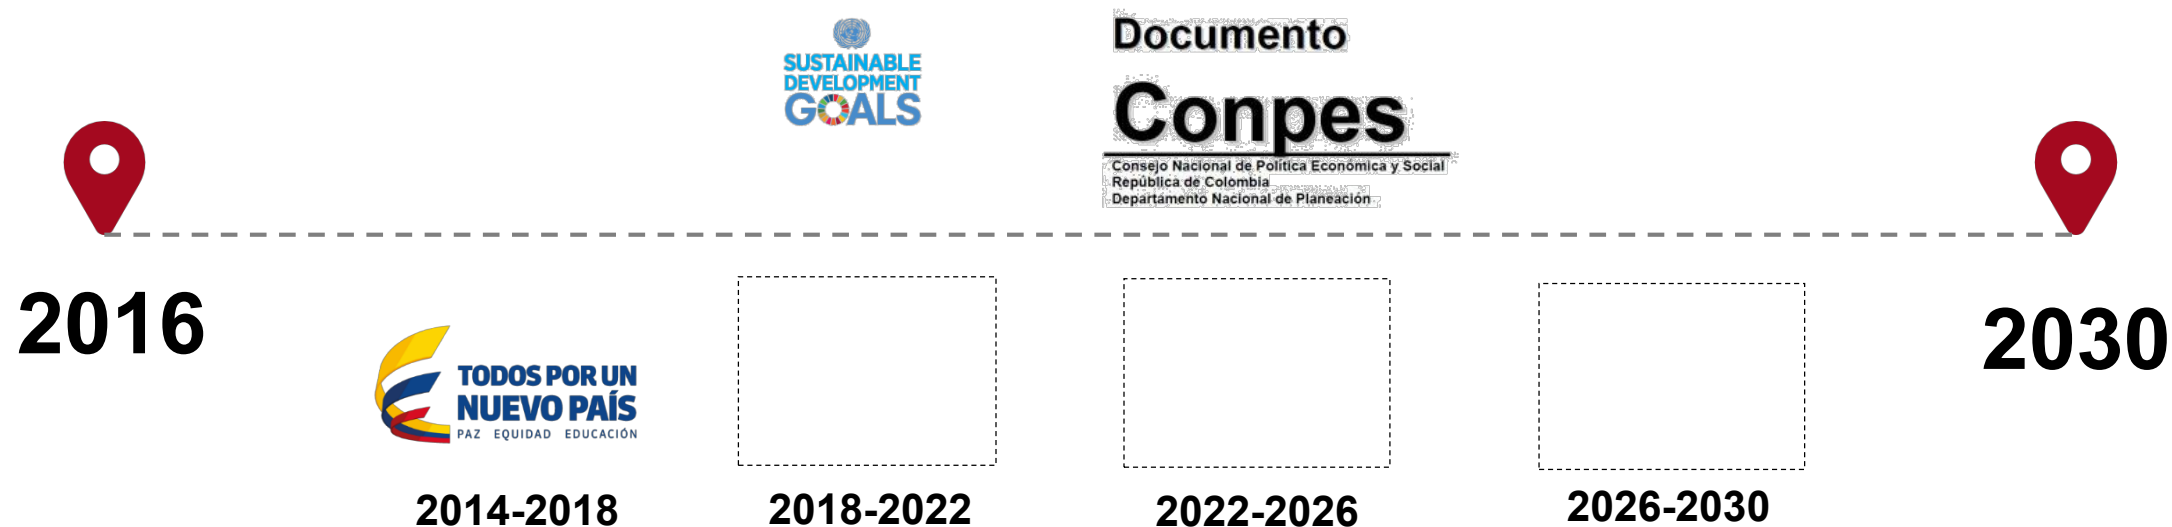 SUSTAINABLE
DEVELOPMENT
GOALS
Documento
Conpes
Consejo Nacional de Política Económica y Social
República de Colombia
Departamento Nacional de Planeación
2016
2030
TODOS POR UN
NUEVO PAÍS
PAZ EQUIDAD EDUCACIÓN
2014-2018
2018-2022
2022-2026
2026-2030